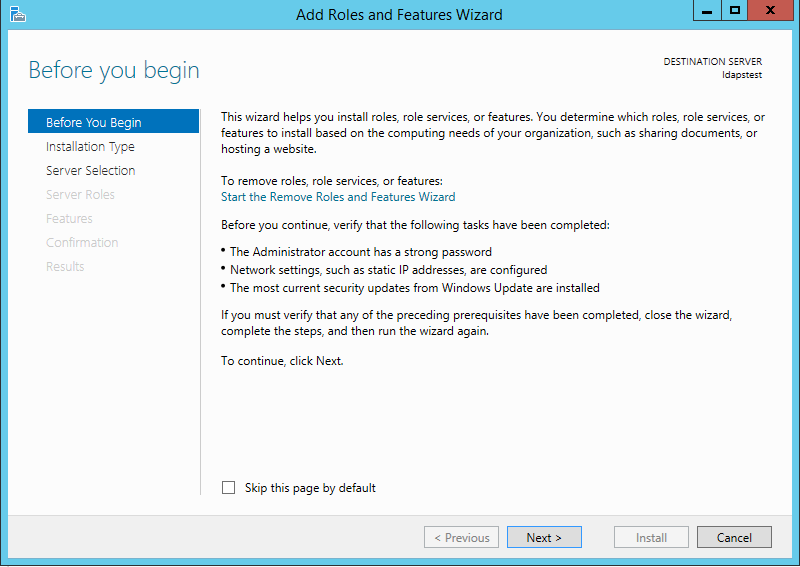 Add Roles and Features Wizard
Before you begin
DESTINATION SERVER
ldapstest
Before You Begin
Installation Type
Server Selection
Server Roles
Features
Confirmation
Results
This wizard helps you install roles, role services, or features. You determine which roles, role services, or
features to install based on the computing needs of your organization, such as sharing documents, or
hosting a website.
To remove roles, role services, or features:
Start the Remove Roles and Features Wizard
Before you continue, verify that the following tasks have been completed:
• The Administrator account has a strong password
• Network settings, such as static IP addresses, are configured
• The most current security updates from Windows Update are installed
If you must verify that any of the preceding prerequisites have been completed, close the wizard,
complete the steps, and then run the wizard again.
To continue, click Next.
Skip this page by default
< Previous
Next >
Install
Cancel